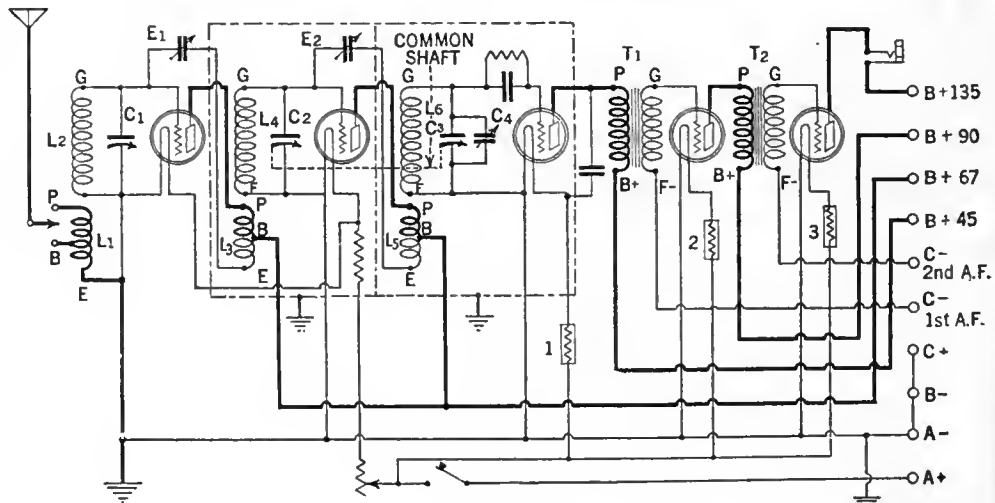 E1
E2
COMMON
SHAFT
T1
T2
P
G
P
G
G
G
G
B+135
C1
L2
L4
C2
L6
C3
C4
B+90
B+67
F
F
B+
F-
B+
F-
P
P
P
B+45
L1
L3
B
L5
B
B
2
3
C-
2nd A.F.
E
E
E
C-
1st A.F.
1
C+
B-
A-
A+